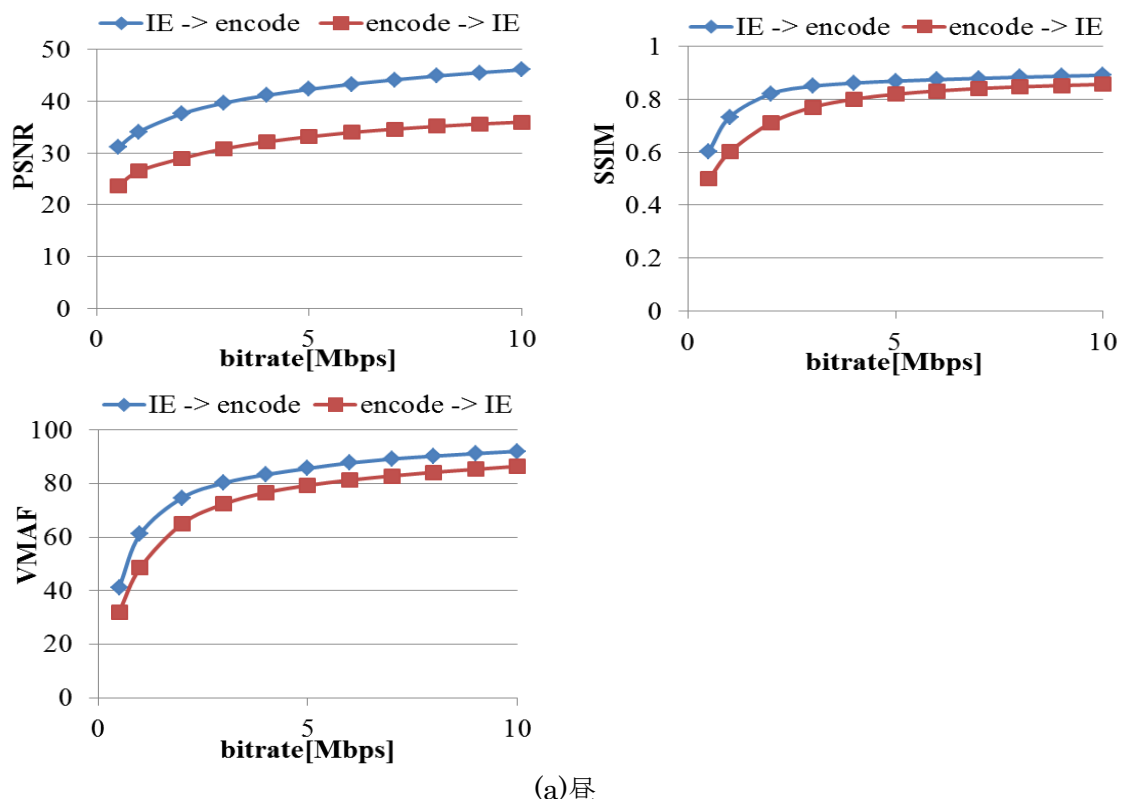 IE -> encode encode -> IE
50
40
30
20
10
0
PSNR
0 5 10
bitrate[Mbps]
IE -> encode encode -> IE
1
0.8
0.6
0.4
0.2
0
SSIM
0 5 10
bitrate[Mbps]
IE -> encode encode -> IE
100
80
60
40
20
0
VMAF
0 5 10
bitrate[Mbps]
(a)昼